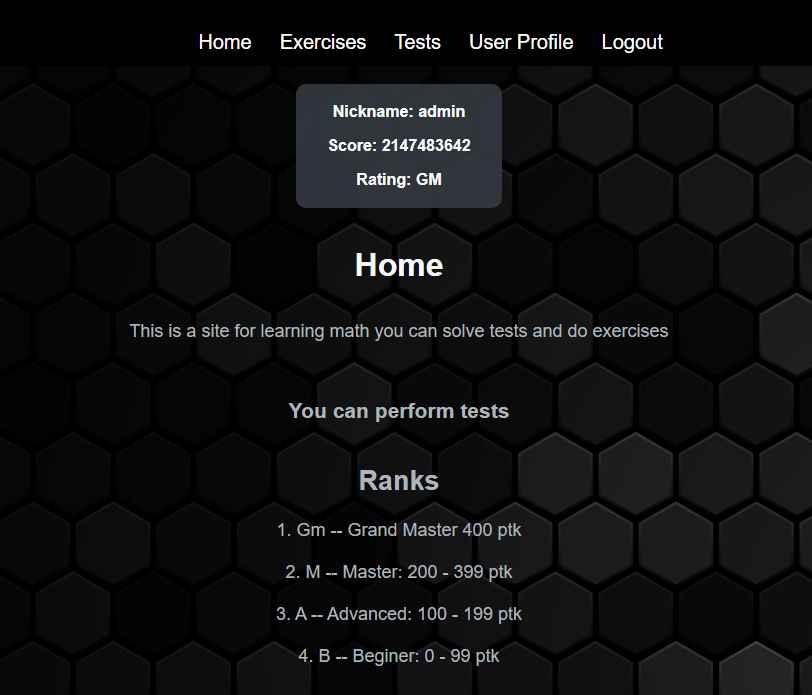 Home Exercises Tests User Profile Logout
Nickname: admin
Score: 2147483642
Rating: GM
Home
This is a site for learning math you can solve tests and do exercises
You can perform tests
Ranks
1. Gm -- Grand Master 400 ptk
2. M -- Master: 200 - 399 ptk
3. A -- Advanced: 100 - 199 ptk
4. B -- Beginer: 0 - 99 ptk